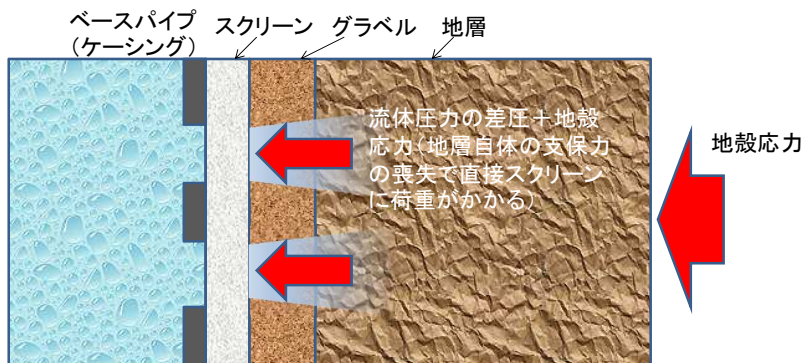 ベースパイプ
(ケーシング)
スクリーン
グラベル
地層
流体圧力の差圧+地殻
応力(地層自体の支保力
の喪失で直接スクリーン
に荷重がかかる)
地殻応力